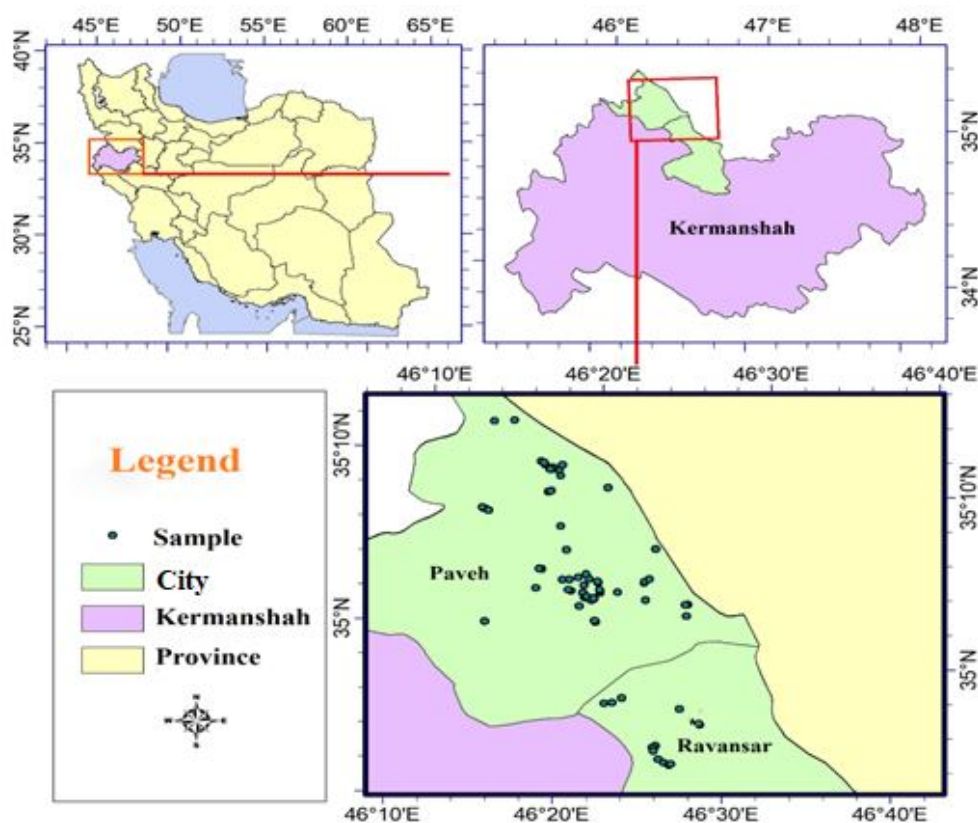 45°E 50°E 55°E 60°E 65°E
40°N
35°N
30°N
25°N
46°E 47°E 48°E
35°N
34°N
Kermanshah
Legend
Sample
City
Kermanshah
Province
N
W E
S
46°10'E 46°20'E 46°30'E 46°40'E
35°10'N
35°N
35°10'N
35°N
Paveh
Ravansar
46°10'E 46°20'E 46°30'E 46°40'E